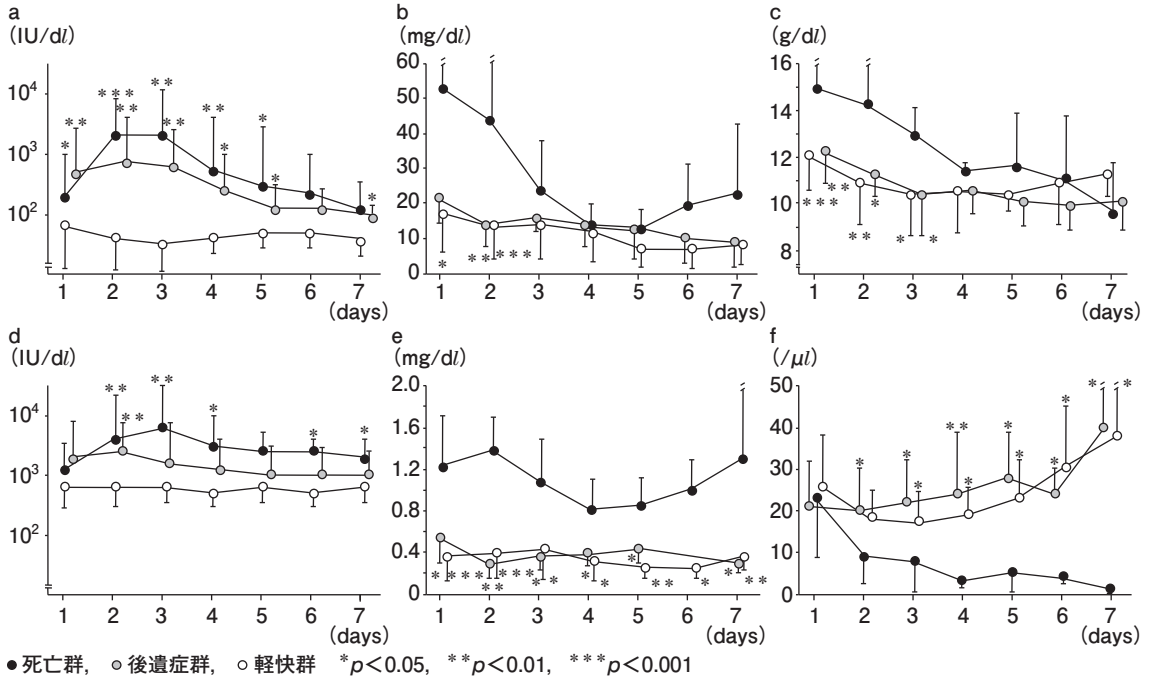 a
(IU/dl)
10⁴
10³
10²
* ** *** ** ** ** ** * * * *
1 2 3 4 5 6 7
(days)
b
(mg/dl)
60
50
40
30
20
10
0
* ** ***
1 2 3 4 5 6 7
(days)
c
(g/dl)
16
14
12
10
8
*** ** ** * * *
1 2 3 4 5 6 7
(days)
d
(IU/dl)
10⁴
10³
10²
** ** ** * * *
1 2 3 4 5 6 7
(days)
e
(mg/dl)
2.0
1.6
1.2
0.8
0.4
0
* *** ** *** * * * * * ** * * **
1 2 3 4 5 6 7
(days)
f
(/μl)
50
40
30
20
10
0
* * * ** * * * * * * *
1 2 3 4 5 6 7
(days)
●死亡群, ●後遺症群 ○軽快群 *p<0.05, **p<0.01, ***p<0.001